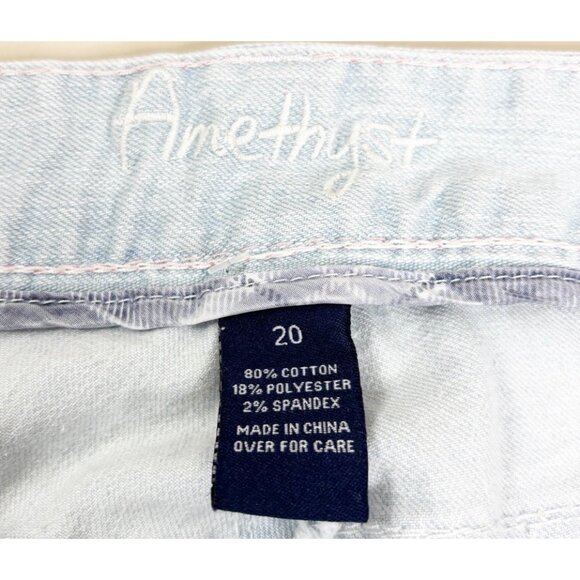 Amethyst
20
80% COTTON
18% POLYESTER
2% SPANDEX
MADE IN CHINA
OVER FOR CARE